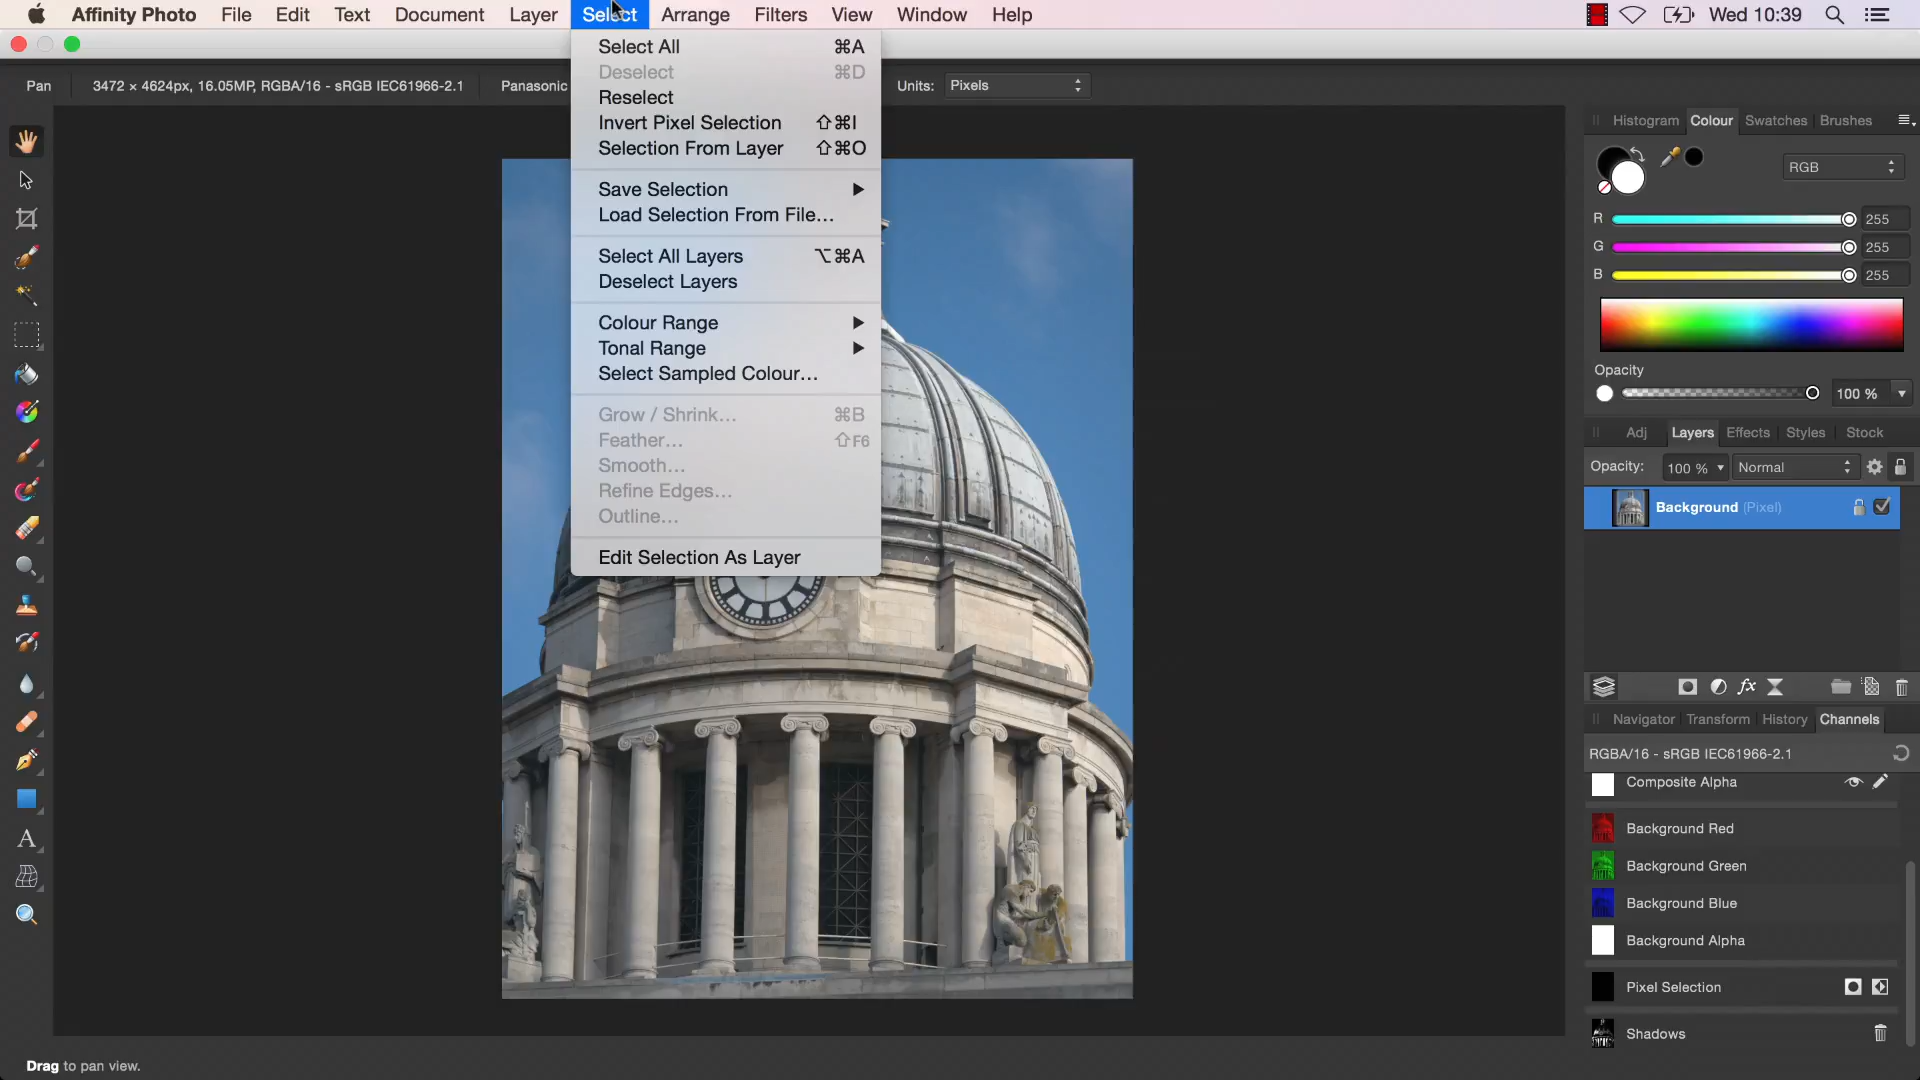 Affinity Photo File Edit Text Document Layer Select Arrange Filters View Window Help Wed 10:39
Pan 3472 × 4624px, 16.05MP, RGBA/16 - sRGB IEC61966-2.1 Panasonic Units: Pixels
Select All ⌘A
Deselect ⌘D
Reselect
Invert Pixel Selection ⇧⌘I
Selection From Layer ⇧⌘O
Save Selection
Load Selection From File...
Select All Layers ⌥⌘A
Deselect Layers
Colour Range
Tonal Range
Select Sampled Colour...
Grow / Shrink... ⌘B
Feather... ⇧F6
Smooth...
Refine Edges...
Outline...
Edit Selection As Layer
Histogram Colour Swatches Brushes
RGB
R 255
G 255
B 255
Opacity
100 %
Adj Layers Effects Styles Stock
Opacity: 100 % Normal
Background (Pixel)
fx
Navigator Transform History Channels
RGBA/16 - sRGB IEC61966-2.1
Composite Alpha
Background Red
Background Green
Background Blue
Background Alpha
Pixel Selection
Shadows
A
Drag to pan view.